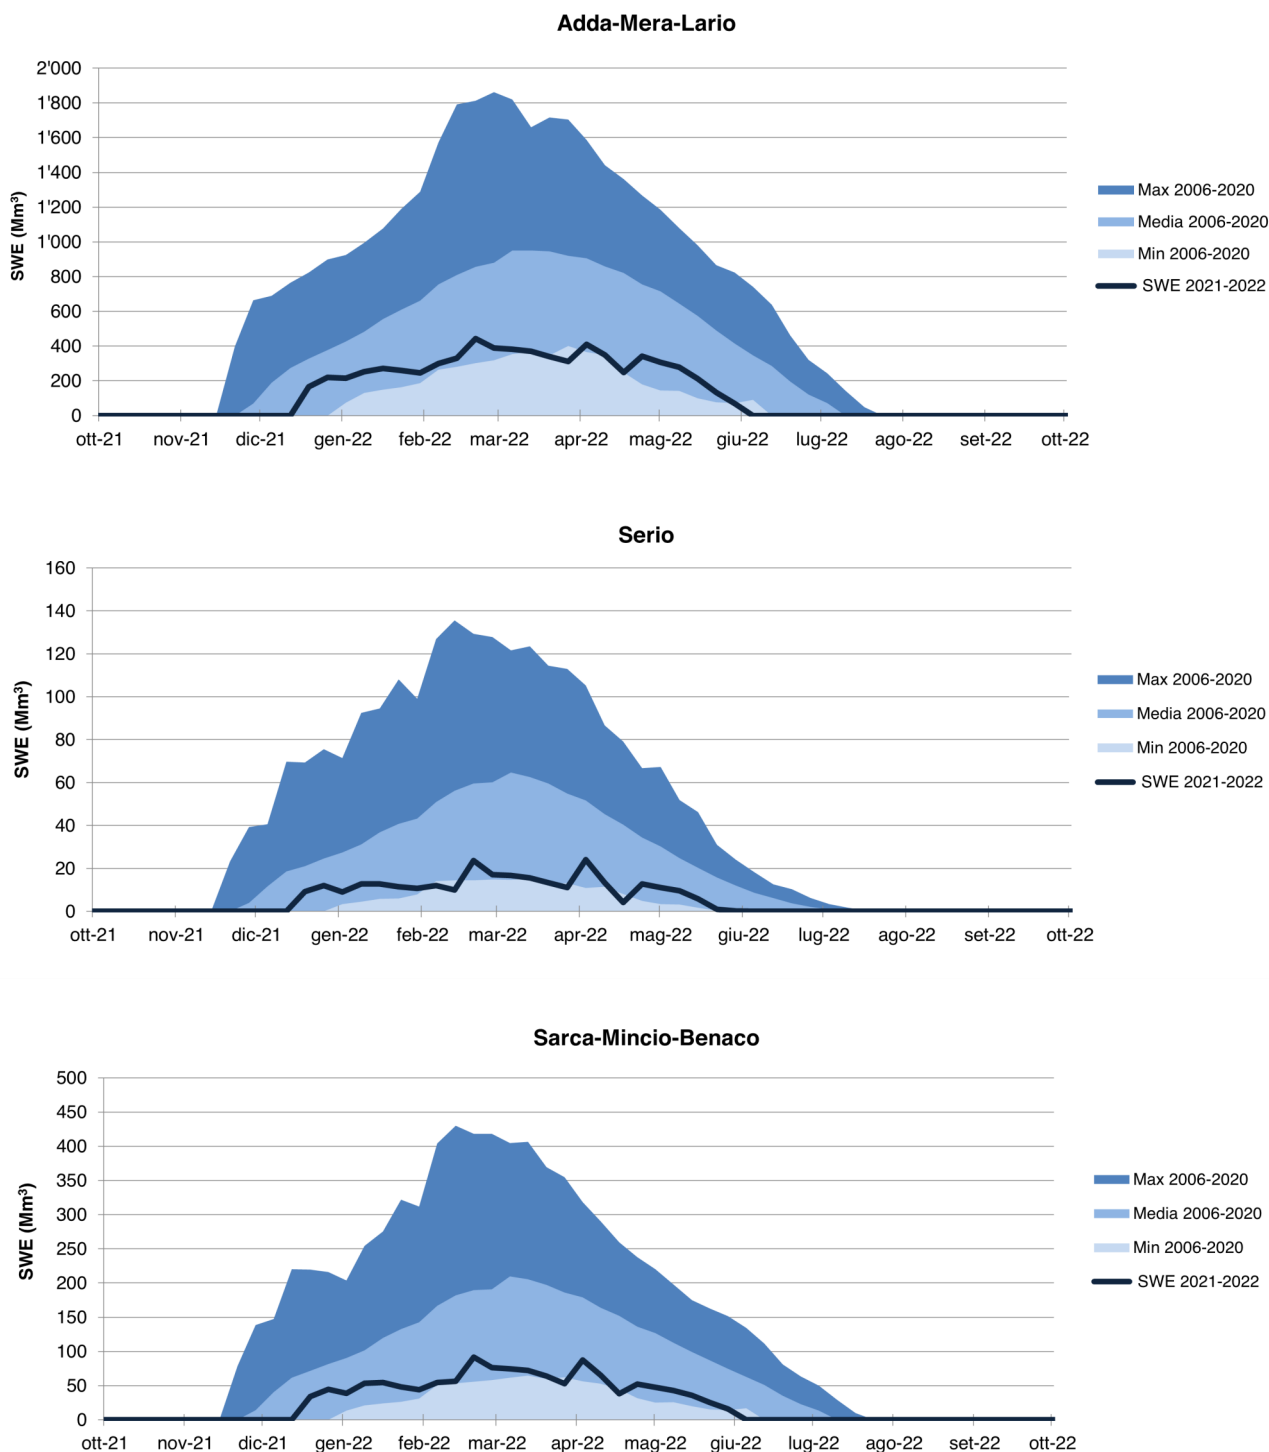 Adda-Mera-Lario
SWE (Mm³)
2'000
1'800
1'600
1'400
1'200
1'000
800
600
400
200
0
ott-21 nov-21 dic-21 gen-22 feb-22 mar-22 apr-22 mag-22 giu-22 lug-22 ago-22 set-22 ott-22
Max 2006-2020
Media 2006-2020
Min 2006-2020
SWE 2021-2022
Serio
SWE (Mm³)
160
140
120
100
80
60
40
20
0
ott-21 nov-21 dic-21 gen-22 feb-22 mar-22 apr-22 mag-22 giu-22 lug-22 ago-22 set-22 ott-22
Max 2006-2020
Media 2006-2020
Min 2006-2020
SWE 2021-2022
Sarca-Mincio-Benaco
SWE (Mm³)
500
450
400
350
300
250
200
150
100
50
0
ott-21 nov-21 dic-21 gen-22 feb-22 mar-22 apr-22 mag-22 giu-22 lug-22 ago-22 set-22 ott-22
Max 2006-2020
Media 2006-2020
Min 2006-2020
SWE 2021-2022